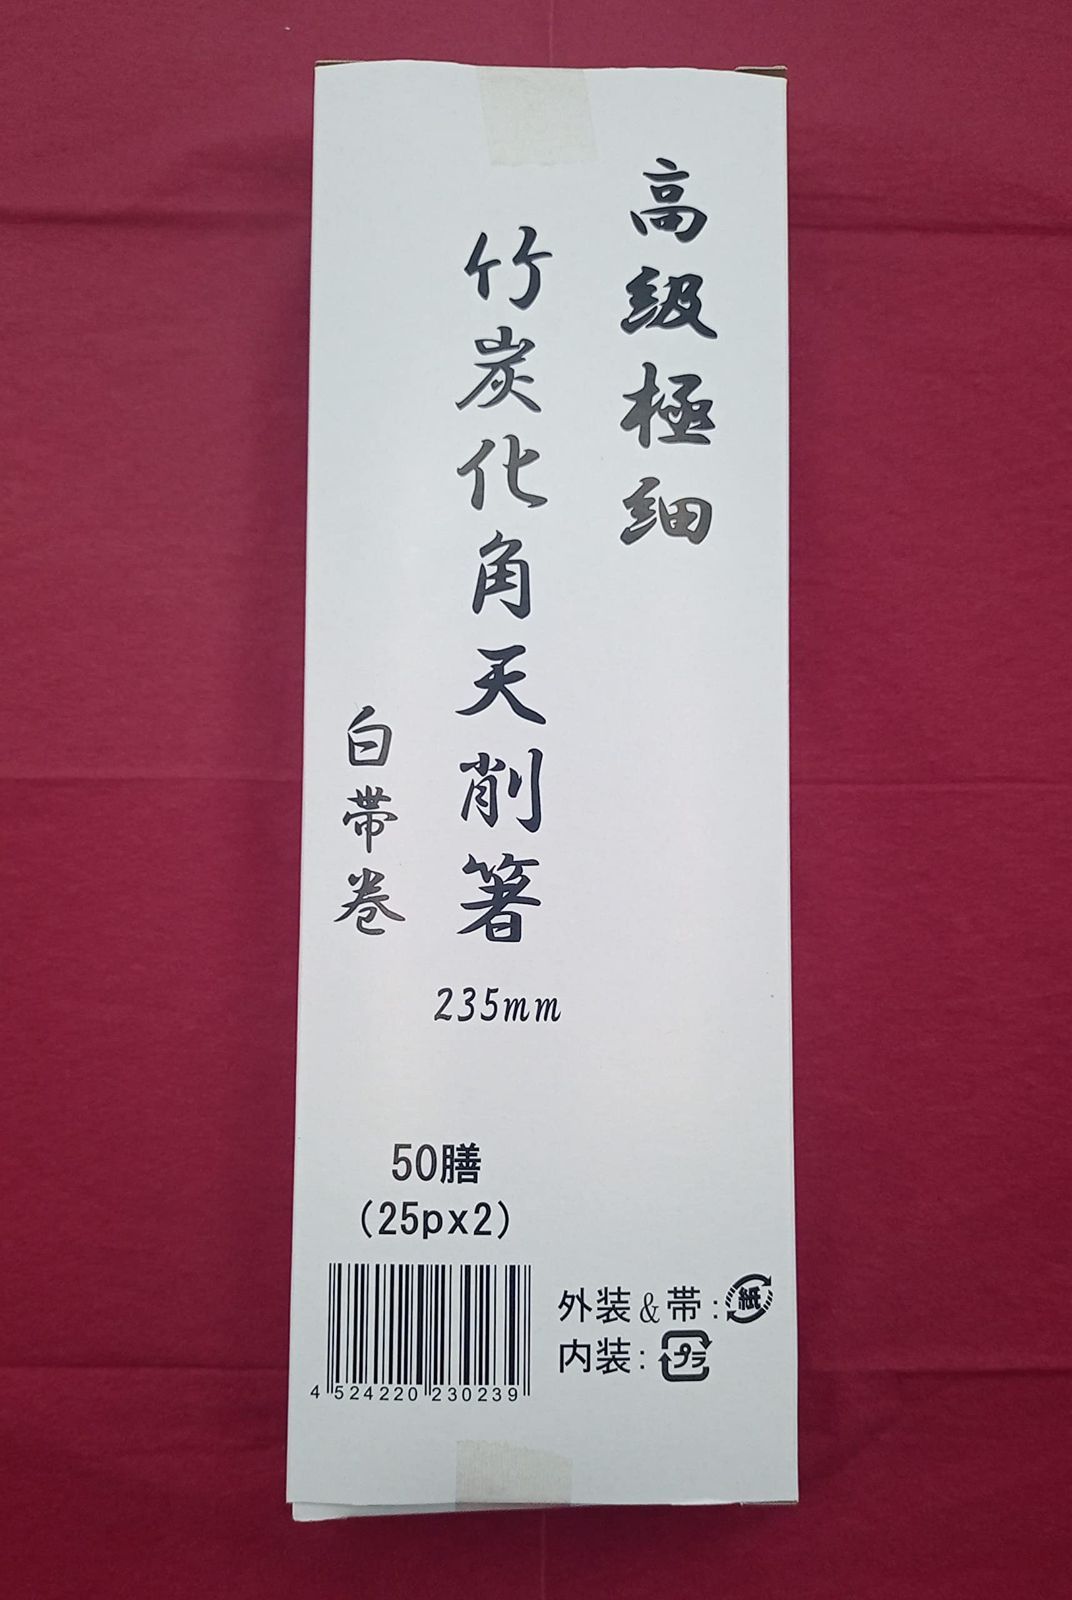 高級極細
竹炭化角天削箸
白帯巻
235mm
50膳
(25px2)
4 524220 230239
外装&帯:紙
内装:プラ